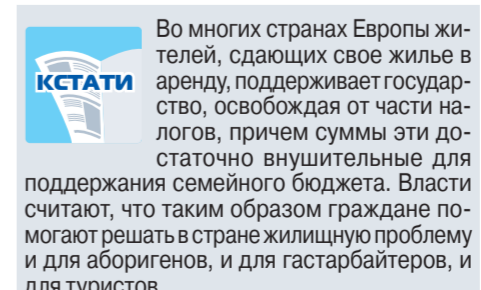 Во многих странах Европы жи-
телей, сдающих свое жилье в
КСТАТИ
аренду, поддерживает государ-
ство, освобождая от части на-
логов, причем суммы эти до-
статочно внушительные для
поддержания семейного бюджета. Власти
считают, что таким образом граждане по-
могают решать в стране жилищную проблему
и для аборигенов, и для гастарбайтеров, и
для туристов